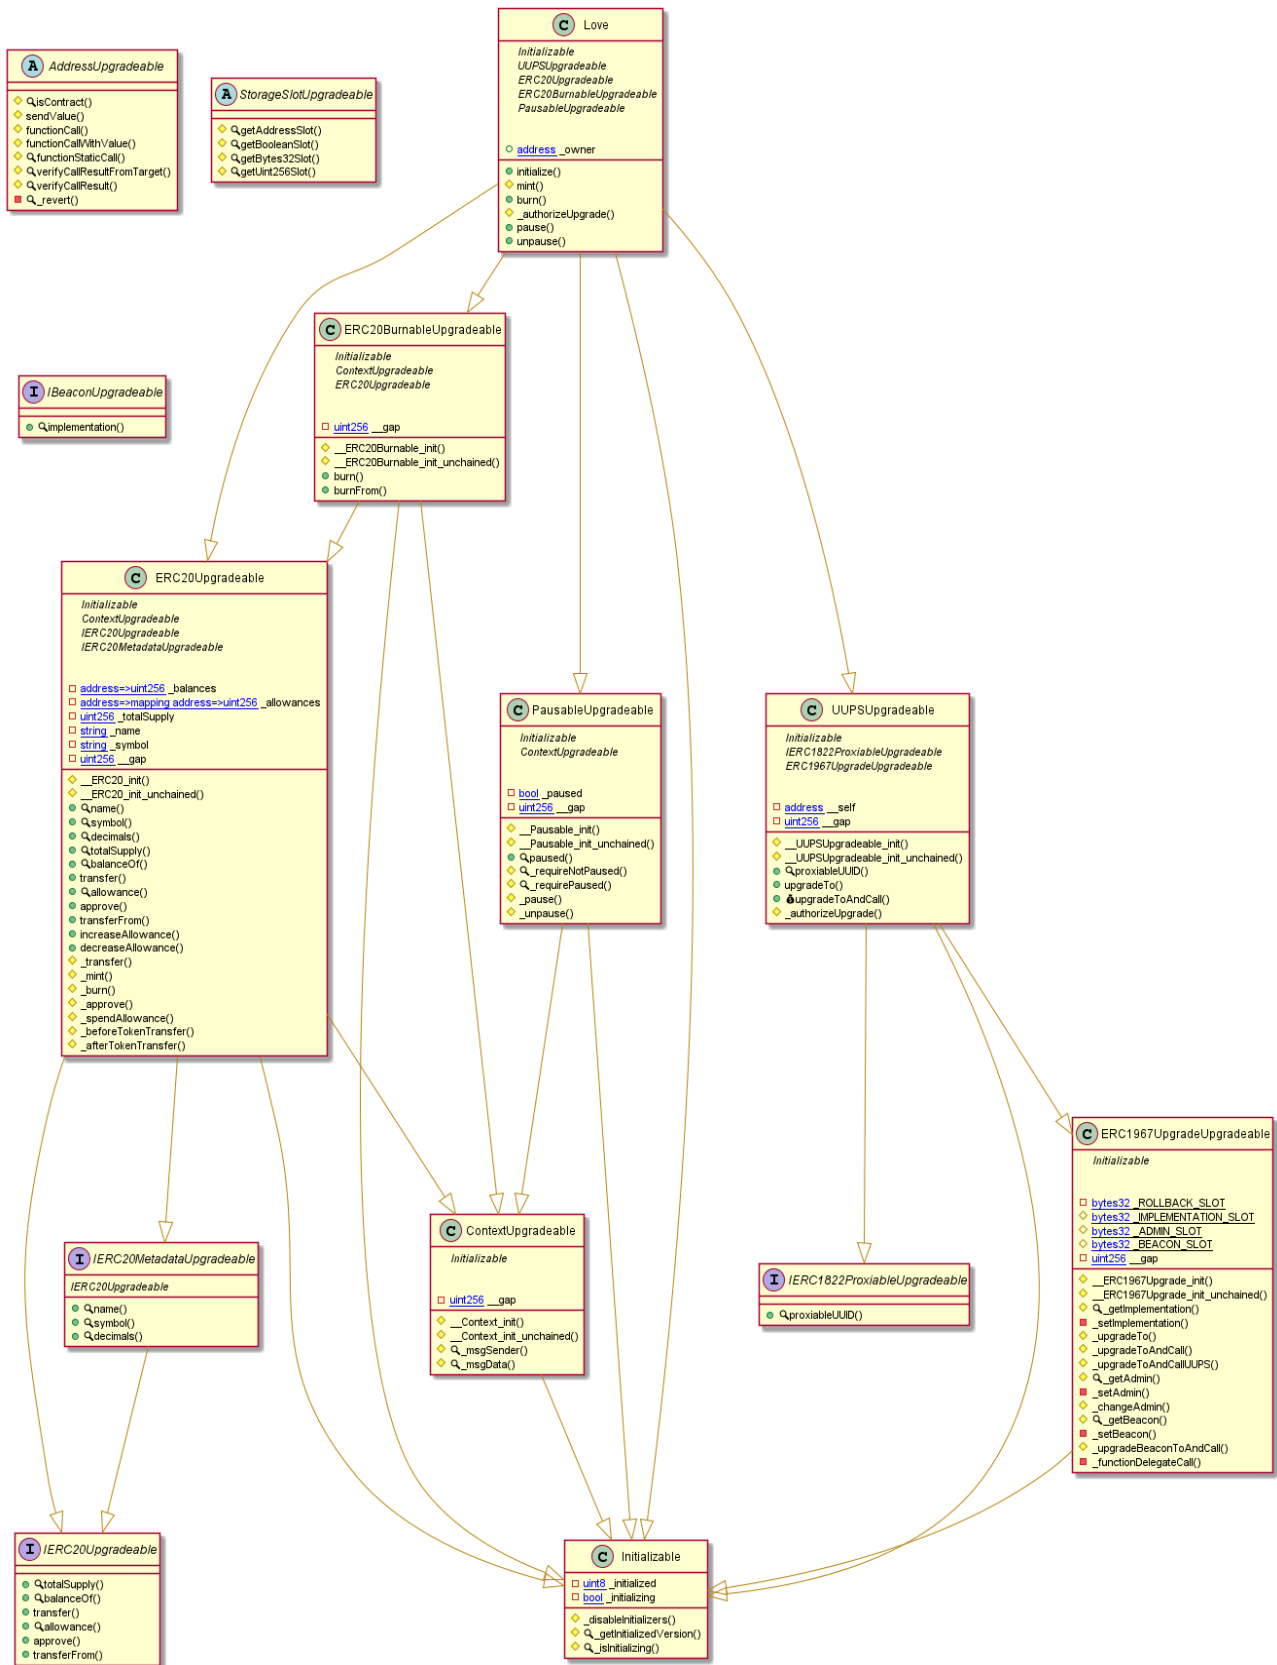 C Love
Initializable
UUPSUpgradeable
ERC20Upgradeable
ERC20BurnableUpgradeable
PausableUpgradeable
address _owner
initialize()
mint()
burn()
_authorizeUpgrade()
pause()
unpause()
A AddressUpgradeable
isContract()
sendValue()
functionCall()
functionCallWithValue()
functionStaticCall()
verifyCallResultFromTarget()
verifyCallResult()
_revert()
A StorageSlotUpgradeable
getAddressSlot()
getBooleanSlot()
getBytes32Slot()
getUint256Slot()
I IBeaconUpgradeable
implementation()
C ERC20BurnableUpgradeable
Initializable
ContextUpgradeable
ERC20Upgradeable
uint256 __gap
__ERC20Burnable_init()
__ERC20Burnable_init_unchained()
burn()
burnFrom()
C ERC20Upgradeable
Initializable
ContextUpgradeable
IERC20Upgradeable
IERC20MetadataUpgradeable
address=>uint256 _balances
address=>mapping address=>uint256 _allowances
uint256 _totalSupply
string _name
string _symbol
uint256 __gap
__ERC20_init()
__ERC20_init_unchained()
name()
symbol()
decimals()
totalSupply()
balanceOf()
transfer()
allowance()
approve()
transferFrom()
increaseAllowance()
decreaseAllowance()
_transfer()
_mint()
_burn()
_approve()
_spendAllowance()
_beforeTokenTransfer()
_afterTokenTransfer()
C PausableUpgradeable
Initializable
ContextUpgradeable
bool _paused
uint256 __gap
__Pausable_init()
__Pausable_init_unchained()
paused()
_requireNotPaused()
_requirePaused()
_pause()
_unpause()
C UUPSUpgradeable
Initializable
IERC1822ProxiableUpgradeable
ERC1967UpgradeUpgradeable
address __self
uint256 __gap
__UUPSUpgradeable_init()
__UUPSUpgradeable_init_unchained()
proxiableUUID()
upgradeTo()
upgradeToAndCall()
_authorizeUpgrade()
C ERC1967UpgradeUpgradeable
Initializable
bytes32 _ROLLBACK_SLOT
bytes32 _IMPLEMENTATION_SLOT
bytes32 _ADMIN_SLOT
bytes32 _BEACON_SLOT
uint256 __gap
__ERC1967Upgrade_init()
__ERC1967Upgrade_init_unchained()
_getImplementation()
_setImplementation()
_upgradeTo()
_upgradeToAndCall()
_upgradeToAndCallUUPS()
_getAdmin()
_setAdmin()
_changeAdmin()
_getBeacon()
_setBeacon()
_upgradeBeaconToAndCall()
_functionDelegateCall()
I IERC20MetadataUpgradeable
IERC20Upgradeable
name()
symbol()
decimals()
C ContextUpgradeable
Initializable
uint256 __gap
__Context_init()
__Context_init_unchained()
_msgSender()
_msgData()
I IERC1822ProxiableUpgradeable
proxiableUUID()
I IERC20Upgradeable
totalSupply()
balanceOf()
transfer()
allowance()
approve()
transferFrom()
C Initializable
uint8 _initialized
bool _initializing
_disableInitializers()
_getInitializedVersion()
_isInitializing()